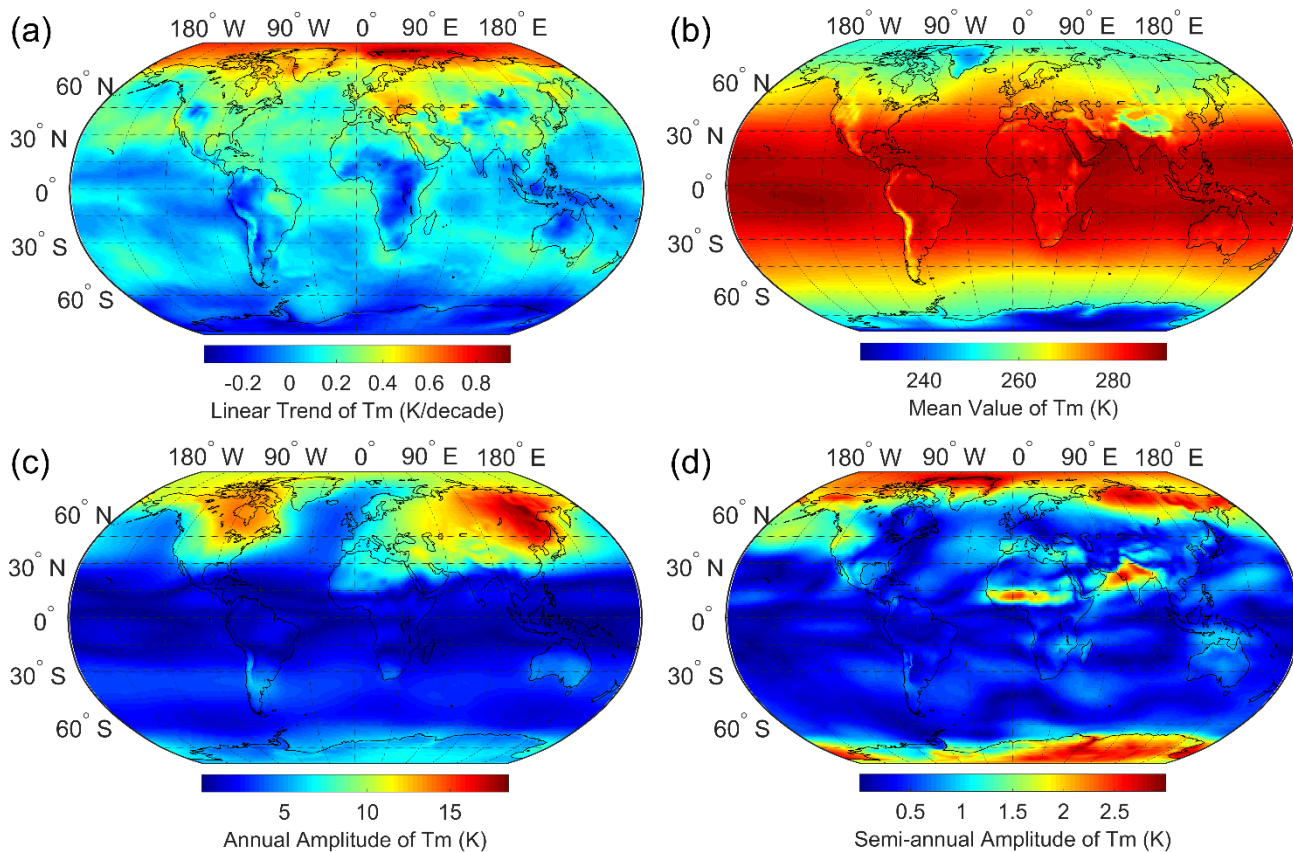 (a)
180° W 90° W 0° 90° E 180° E
60° N
30° N
0°
30° S
60° S
-0.2 0 0.2 0.4 0.6 0.8
Linear Trend of Tm (K/decade)
(b)
180° W 90° W 0° 90° E 180° E
60° N
30° N
0°
30° S
60° S
240 260 280
Mean Value of Tm (K)
(c)
180° W 90° W 0° 90° E 180° E
60° N
30° N
0°
30° S
60° S
5 10 15
Annual Amplitude of Tm (K)
(d)
180° W 90° W 0° 90° E 180° E
60° N
30° N
0°
30° S
60° S
0.5 1 1.5 2 2.5
Semi-annual Amplitude of Tm (K)